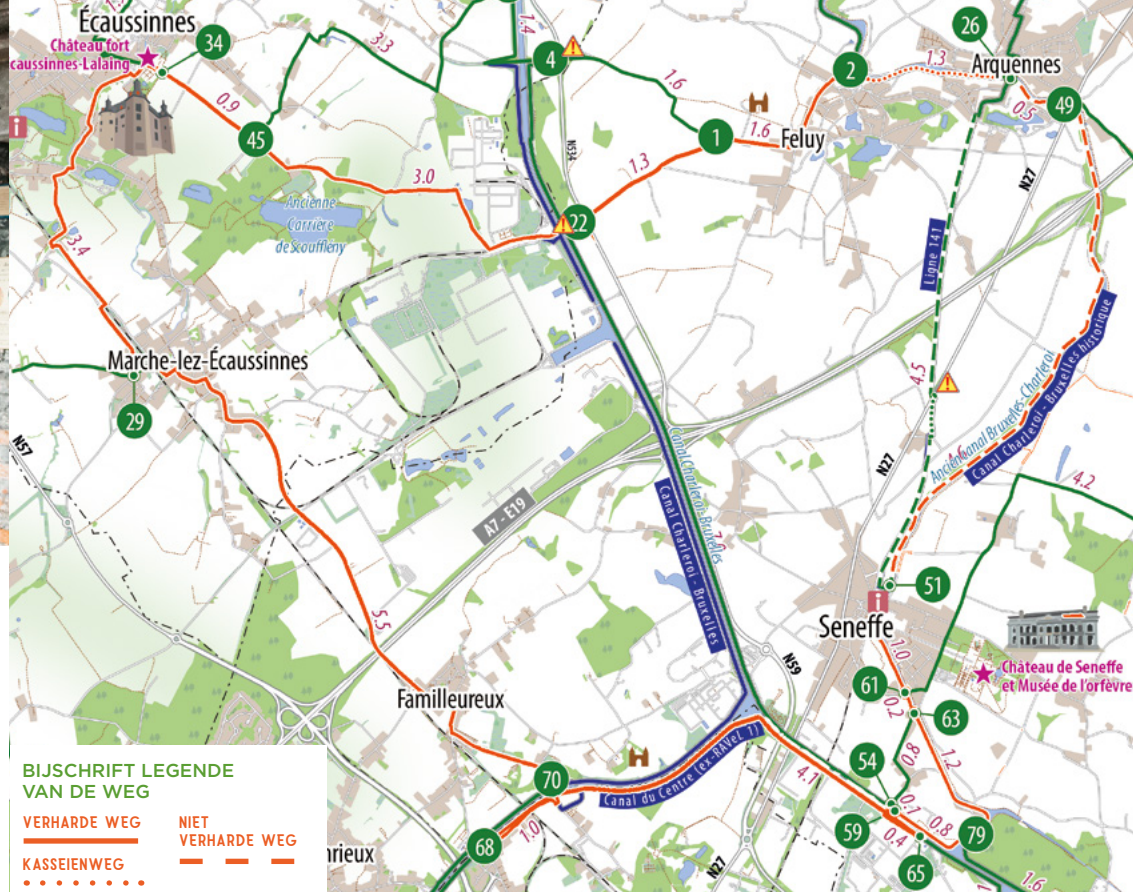 Écaussinnes
Château fort
caussinnes-Lalaing
34
3.3
1.4
4
26
Arquennes
1.3
2
0.5
49
0.9
45
1.6
1
1.6
Feluy
N534
1.3
3.0
22
N27
Ancienne
Carrière
de Scouffleny
3.4
Ligne 141
Marche-lez-Écaussinnes
29
N57
4.5
Ancien canal Bruxelles-Charleroi
Canal Charleroi - Bruxelles historique
N27
4.2
Canal Charleroi-Bruxelles
Canal Charleroi - Bruxelles
A7 - E19
51
i
i
Seneffe
5.5
1.0
Château de Seneffe
et Musée de l'orfèvre
N59
61
0.2
63
Familleureux
70
Canal du Centre (ex-RAVeL 1)
4.1
54
0.8
1.2
0.1
59
0.4
0.8
79
65
1.6
68
1.0
N27
rieux
BIJSCHRIFT LEGENDE
VAN DE WEG
VERHARDE WEG
NIET
VERHARDE WEG
KASSEIENWEG